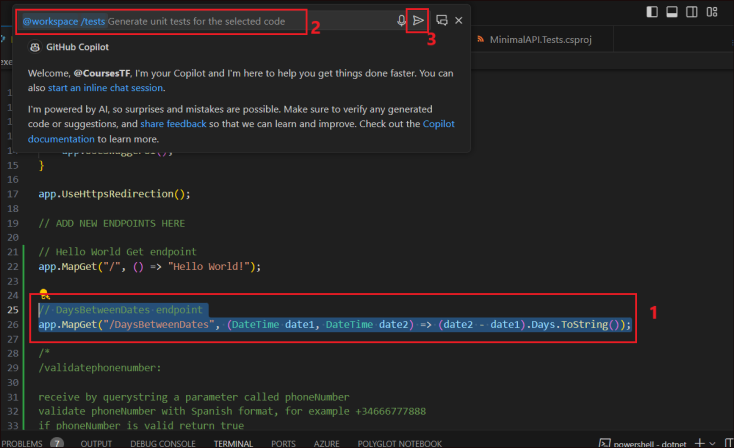 @workspace /tests Generate unit tests for the selected code
2
3
MinimalAPI.Tests.csproj
GitHub Copilot
Welcome, @CoursesTF, I'm your Copilot and I'm here to help you get things done faster. You can
also start an inline chat session.
I'm powered by AI, so surprises and mistakes are possible. Make sure to verify any generated
code or suggestions, and share feedback so that we can learn and improve. Check out the Copilot
documentation to learn more.
15 }
16
17 app.UseHttpsRedirection();
18
19 // ADD NEW ENDPOINTS HERE
20
21 // Hello World Get endpoint
22 app.MapGet("/", () => "Hello World!");
23
24
25 // DaysBetweenDates endpoint
1
26 app.MapGet("/DaysBetweenDates", (DateTime date1, DateTime date2) => (date2 - date1).Days.ToString());
27
28 /*
29 /validatephonenumber:
30
31 receive by querystring a parameter called phoneNumber
32 validate phoneNumber with Spanish format, for example +34666777888
33 if phoneNumber is valid return true
PROBLEMS 7 OUTPUT DEBUG CONSOLE TERMINAL PORTS AZURE POLYGLOT NOTEBOOK powershell - dotnet